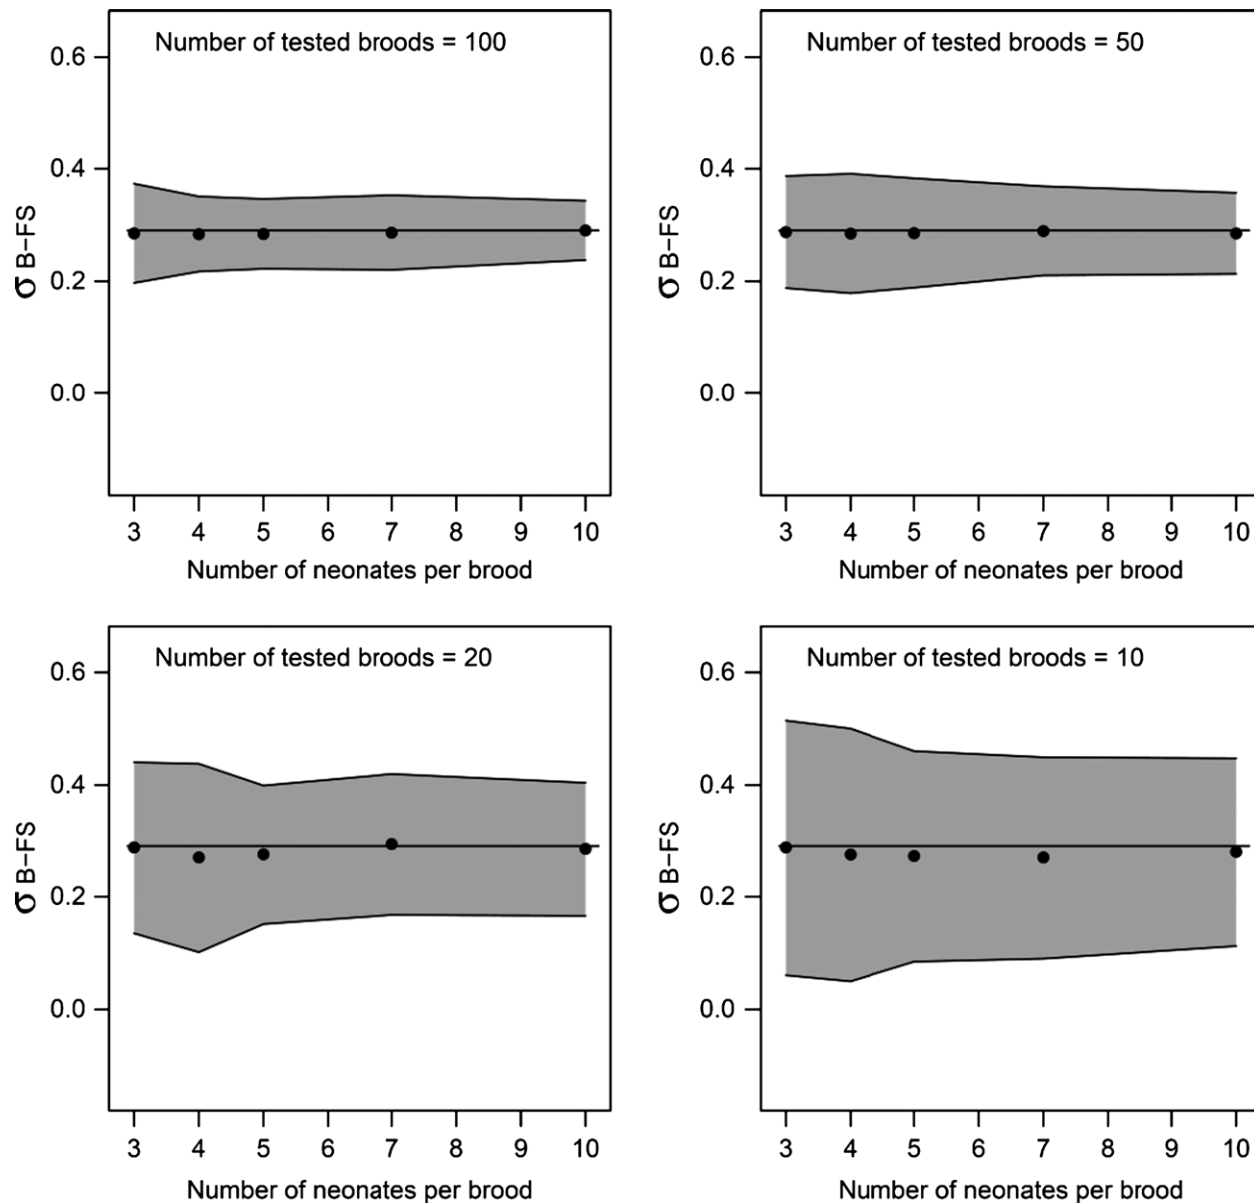 Number of tested broods = 100
0.6
0.4
0.2
0.0
σ B−FS
3 4 5 6 7 8 9 10
Number of neonates per brood
Number of tested broods = 50
0.6
0.4
0.2
0.0
σ B−FS
3 4 5 6 7 8 9 10
Number of neonates per brood
Number of tested broods = 20
0.6
0.4
0.2
0.0
σ B−FS
3 4 5 6 7 8 9 10
Number of neonates per brood
Number of tested broods = 10
0.6
0.4
0.2
0.0
σ B−FS
3 4 5 6 7 8 9 10
Number of neonates per brood